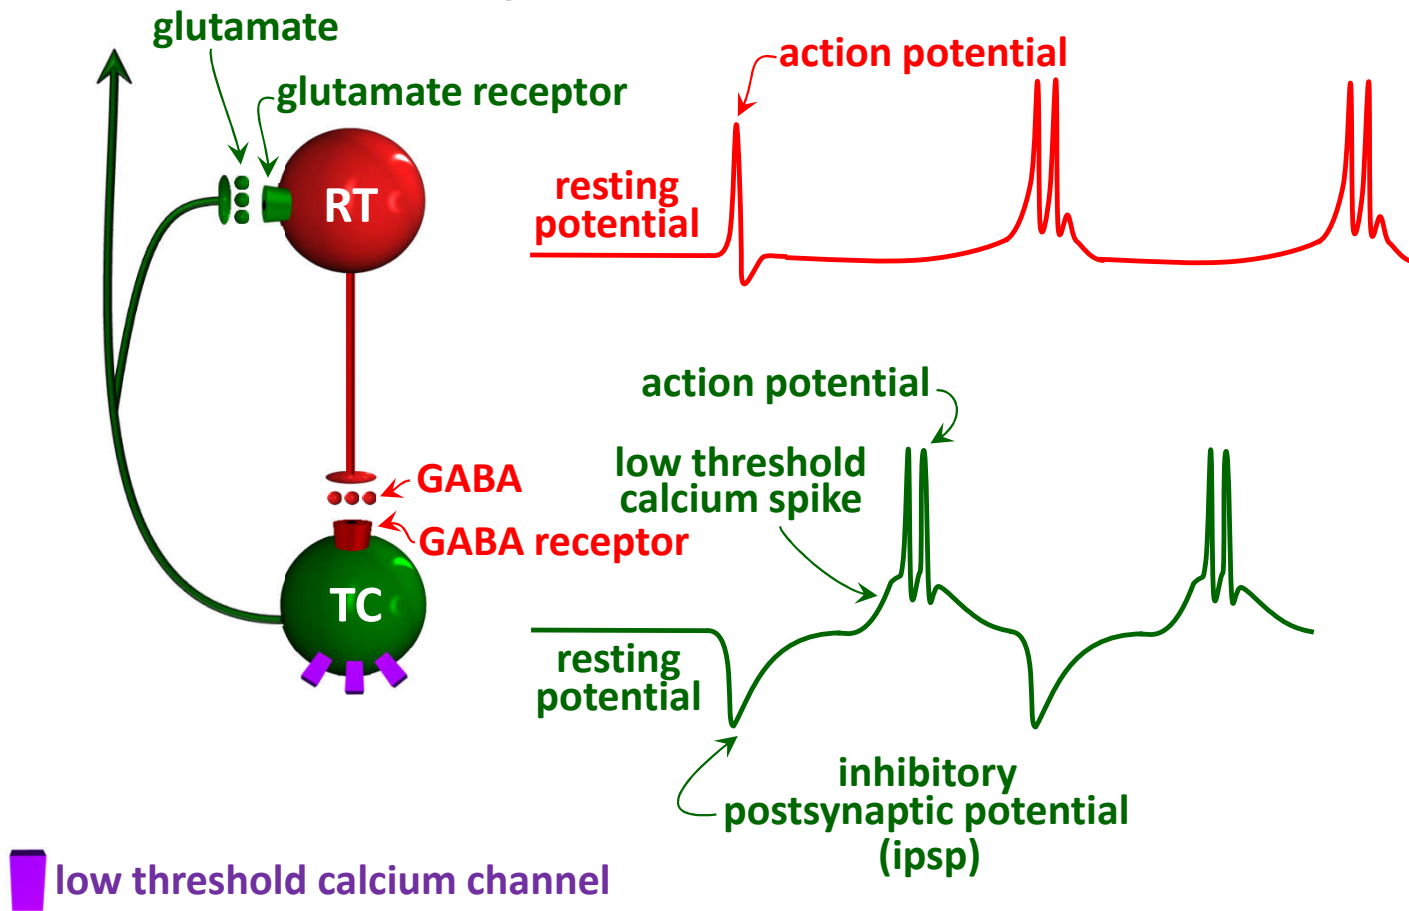 glutamate
glutamate receptor
RT
action potential
resting
potential
GABA
GABA receptor
TC
action potential
low threshold
calcium spike
resting
potential
inhibitory
postsynaptic potential
(ipsp)
low threshold calcium channel